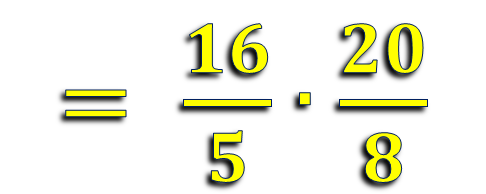 = 16/5 · 20/8